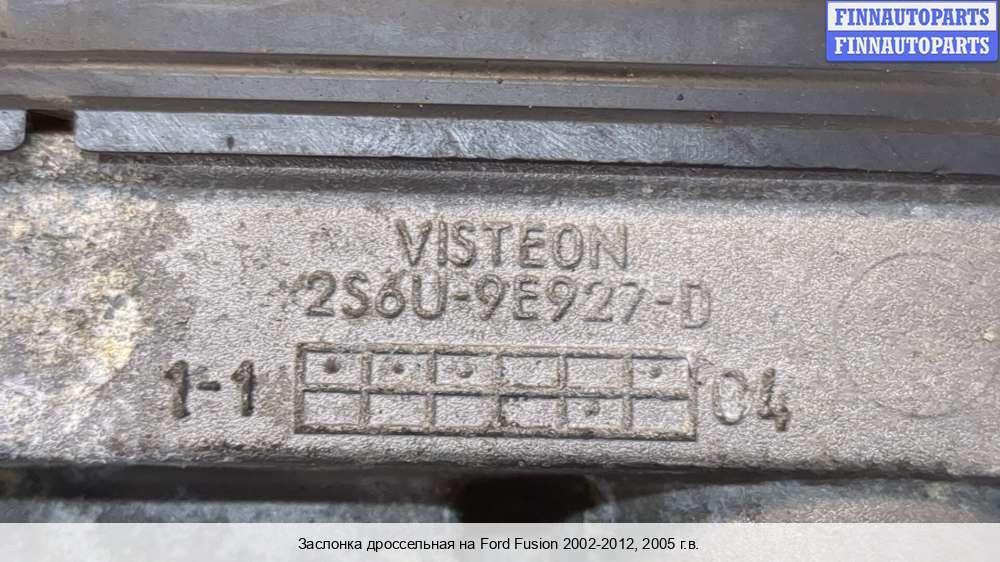 FINNAUTOPARTS
FINNAUTOPARTS
VISTEON
2S6U-9E927-D
1-1 04
Заслонка дроссельная на Ford Fusion 2002-2012, 2005 г.в.